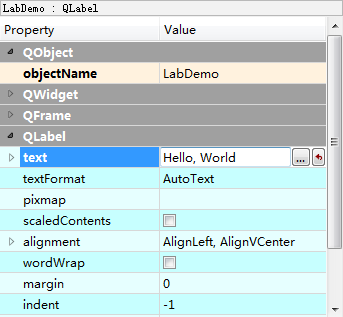 LabDemo : QLabel
Property Value
QObject
objectName LabDemo
QWidget
QFrame
QLabel
text Hello, World ...
textFormat AutoText
pixmap
scaledContents
alignment AlignLeft, AlignVCenter
wordWrap
margin 0
indent -1